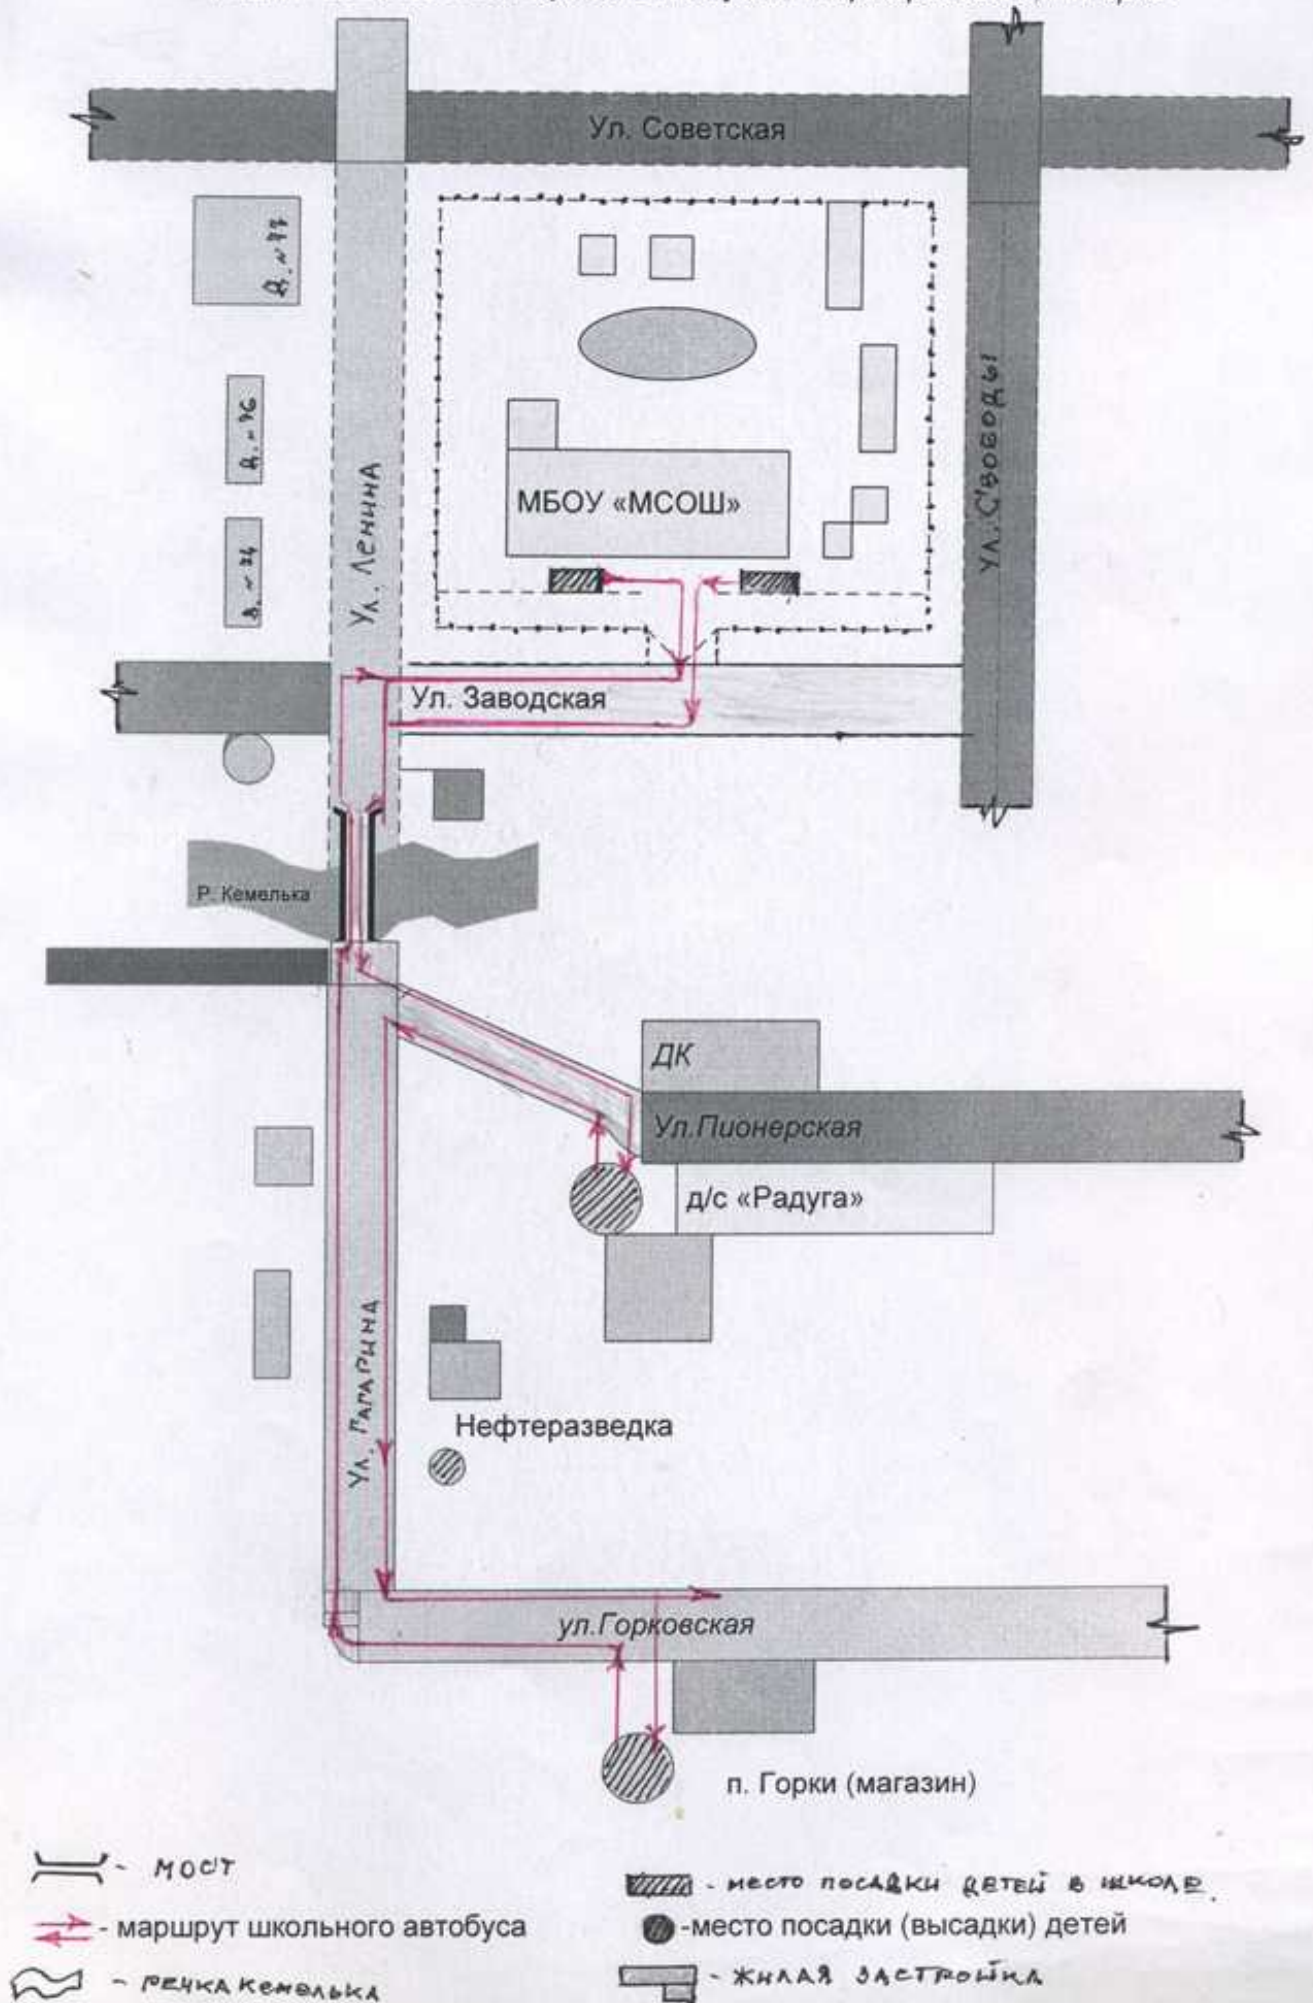 Ул. Советская
д. №77
д. №76
Ул. Ленина
МБОУ «МСОШ»
Ул. Свободы
Ул. Заводская
Р. Кемелька
ДК
Ул.Пионерская
д/с «Радуга»
Ул. Гагарина
Нефтеразведка
ул.Горковская
п. Горки (магазин)
- мост
- место посадки детей в школе
- маршрут школьного автобуса
-место посадки (высадки) детей
- речка Кемелька
- жилая застройка